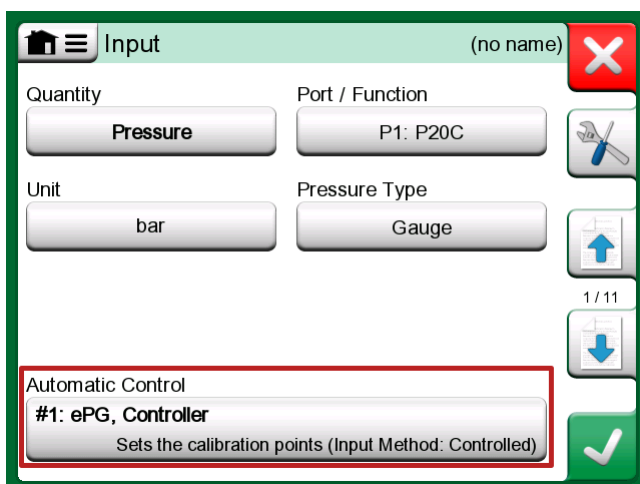 Input (no name)
Quantity Port / Function
Pressure P1: P20C
Unit Pressure Type
bar Gauge
1 / 11
Automatic Control
#1: ePG, Controller
Sets the calibration points (Input Method: Controlled)